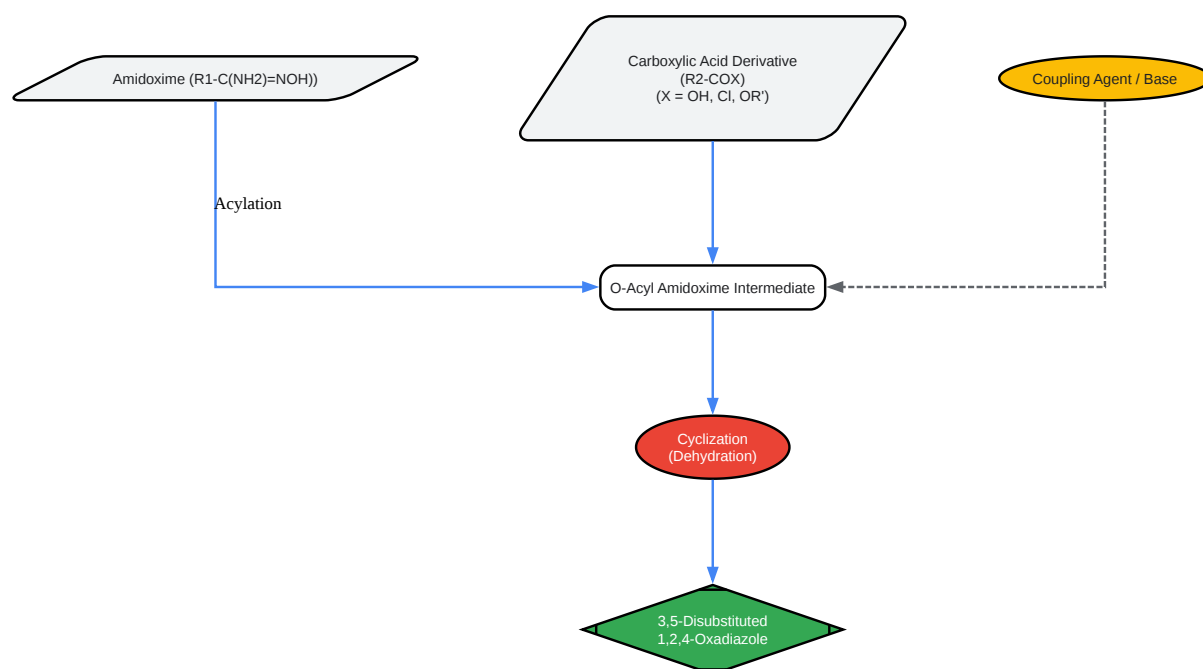 Amidoxime (R1-C(NH2)=NOH))
Carboxylic Acid Derivative
(R2-COX)
(X = OH, Cl, OR')
Coupling Agent / Base
Acylation
O-Acyl Amidoxime Intermediate
Cyclization
(Dehydration)
3,5-Disubstituted
1,2,4-Oxadiazole